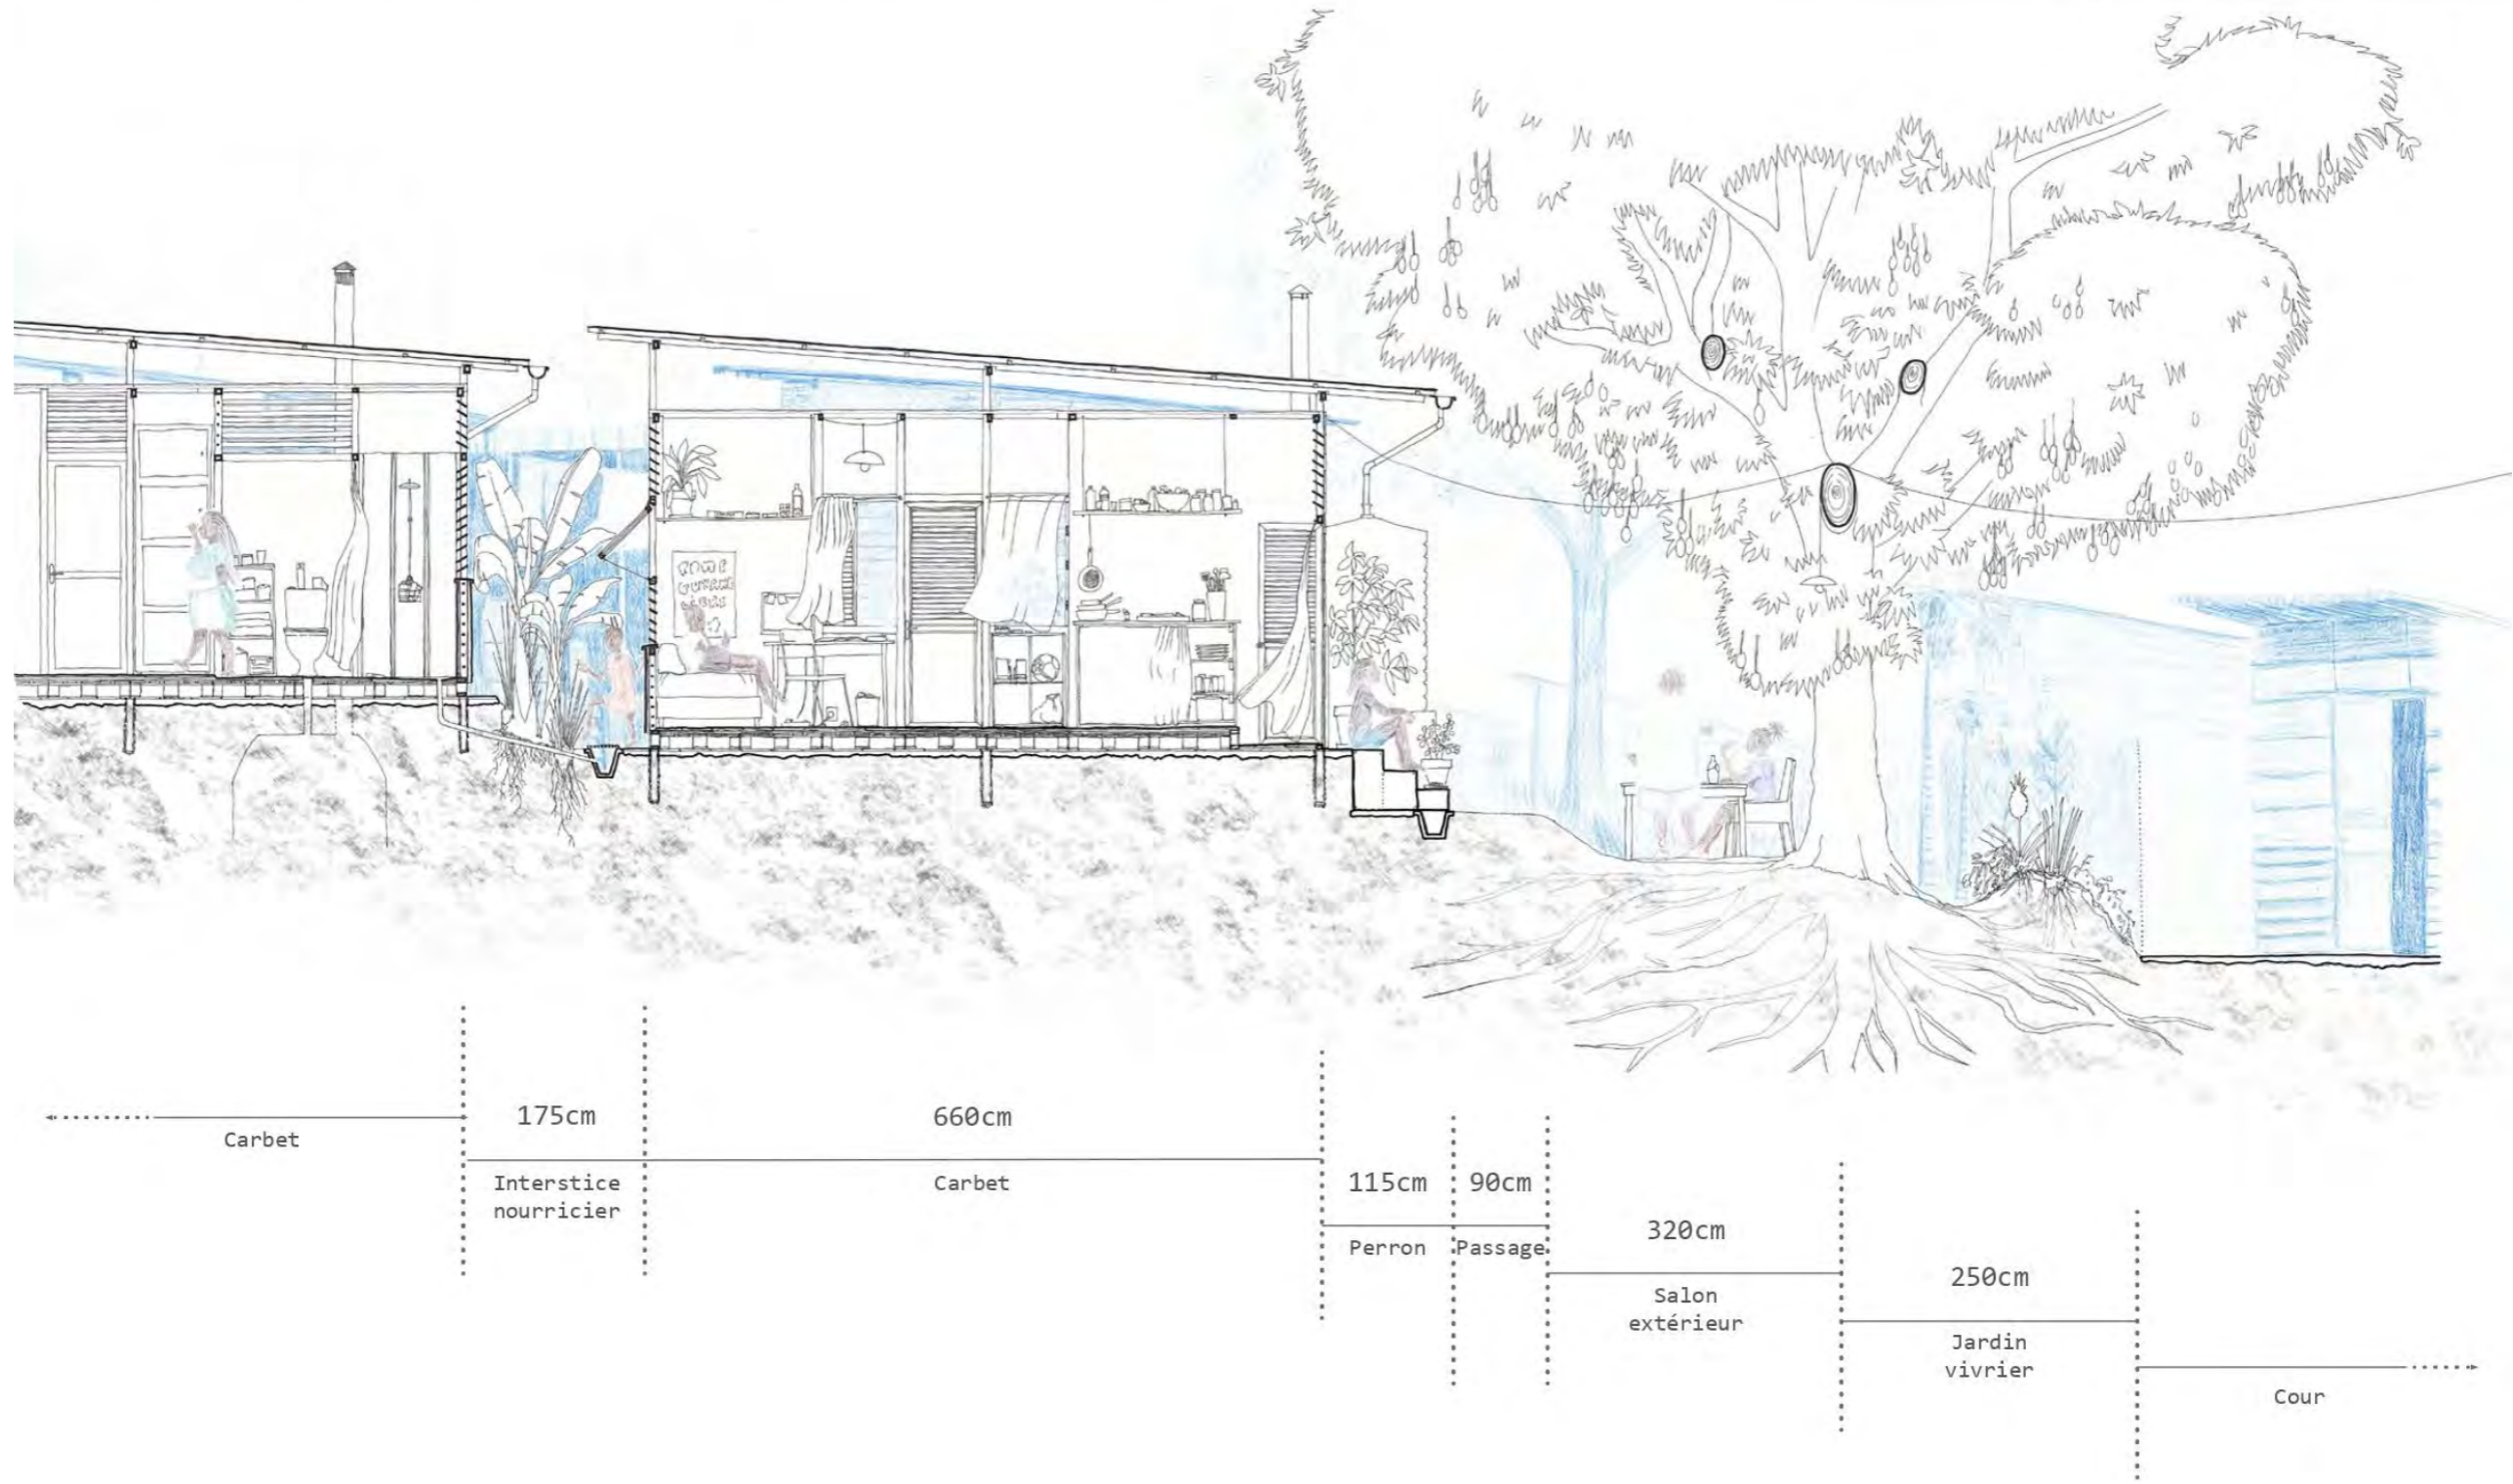 175cm
660cm
Carbet
Interstice
nourricier
Carbet
115cm
90cm
Perron
Passage
320cm
Salon
extérieur
250cm
Jardin
vivrier
Cour